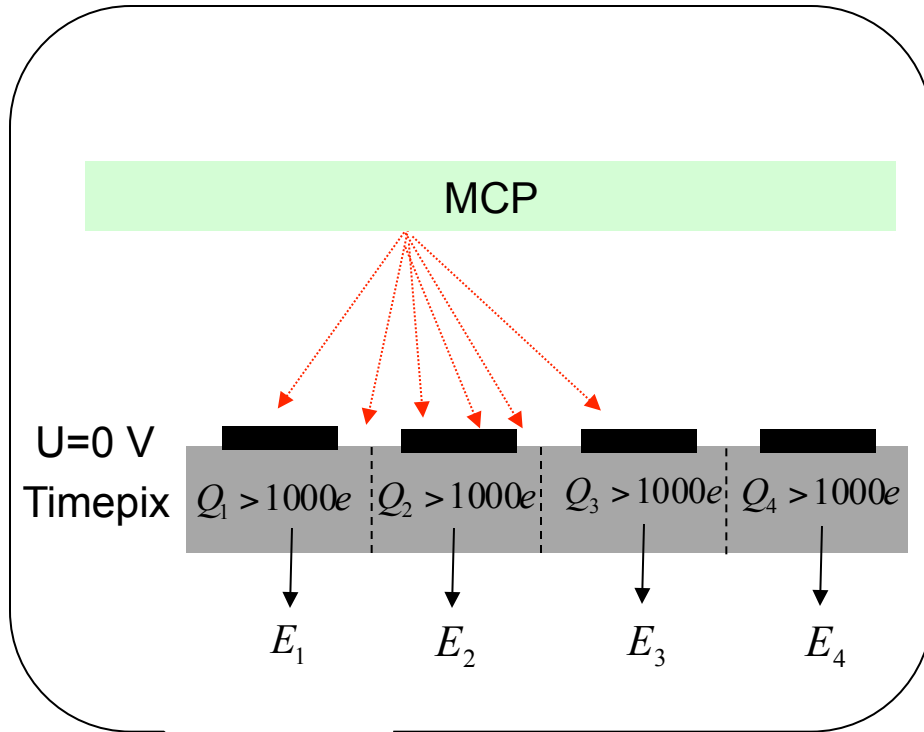 MCP
U=0 V
Timepix
Q₁ > 1000e
Q₂ > 1000e
Q₃ > 1000e
Q₄ > 1000e
E₁
E₂
E₃
E₄